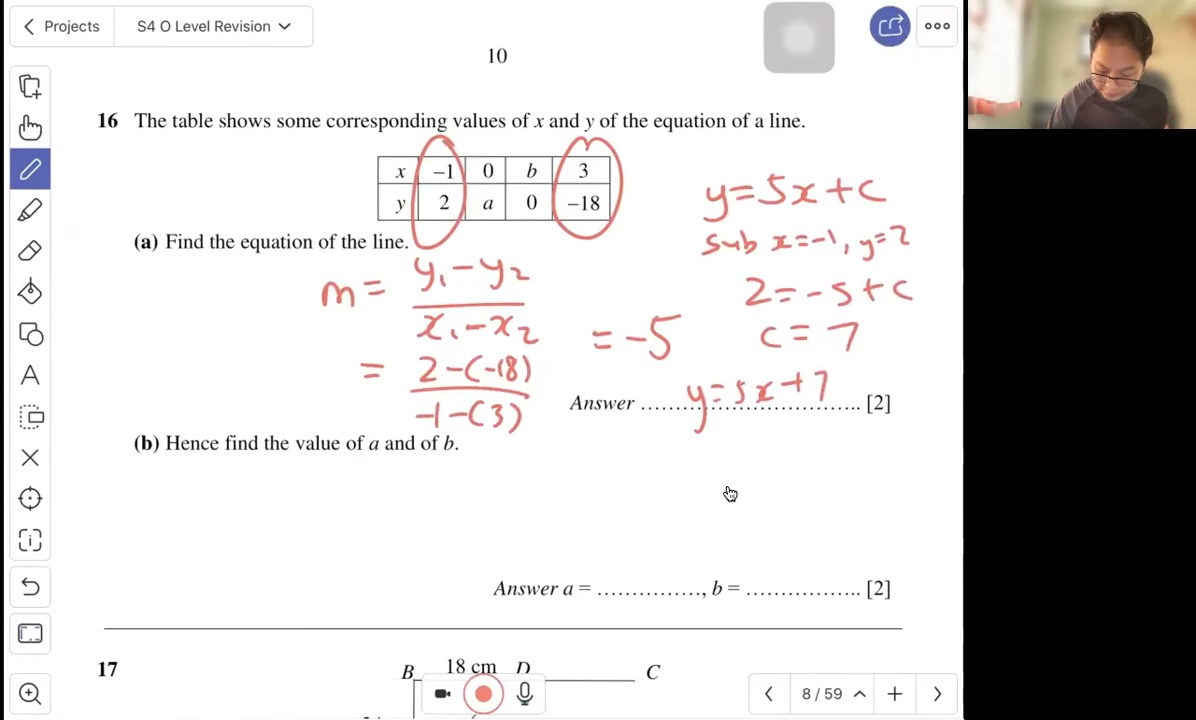 Projects
S4 O Level Revision
10
16 The table shows some corresponding values of x and y of the equation of a line.
x −1 0 b 3
y 2 a 0 −18
(a) Find the equation of the line.
m = y₁ − y₂ / x₁ − x₂
= 2 − (−18) / −1 − (3)
= −5
y = 5x + c
sub x = −1, y = 2
2 = −5 + c
c = 7
Answer y = 5x + 7 [2]
(b) Hence find the value of a and of b.
Answer a = ..............., b = ................ [2]
17
B 18 cm D C
8 / 59